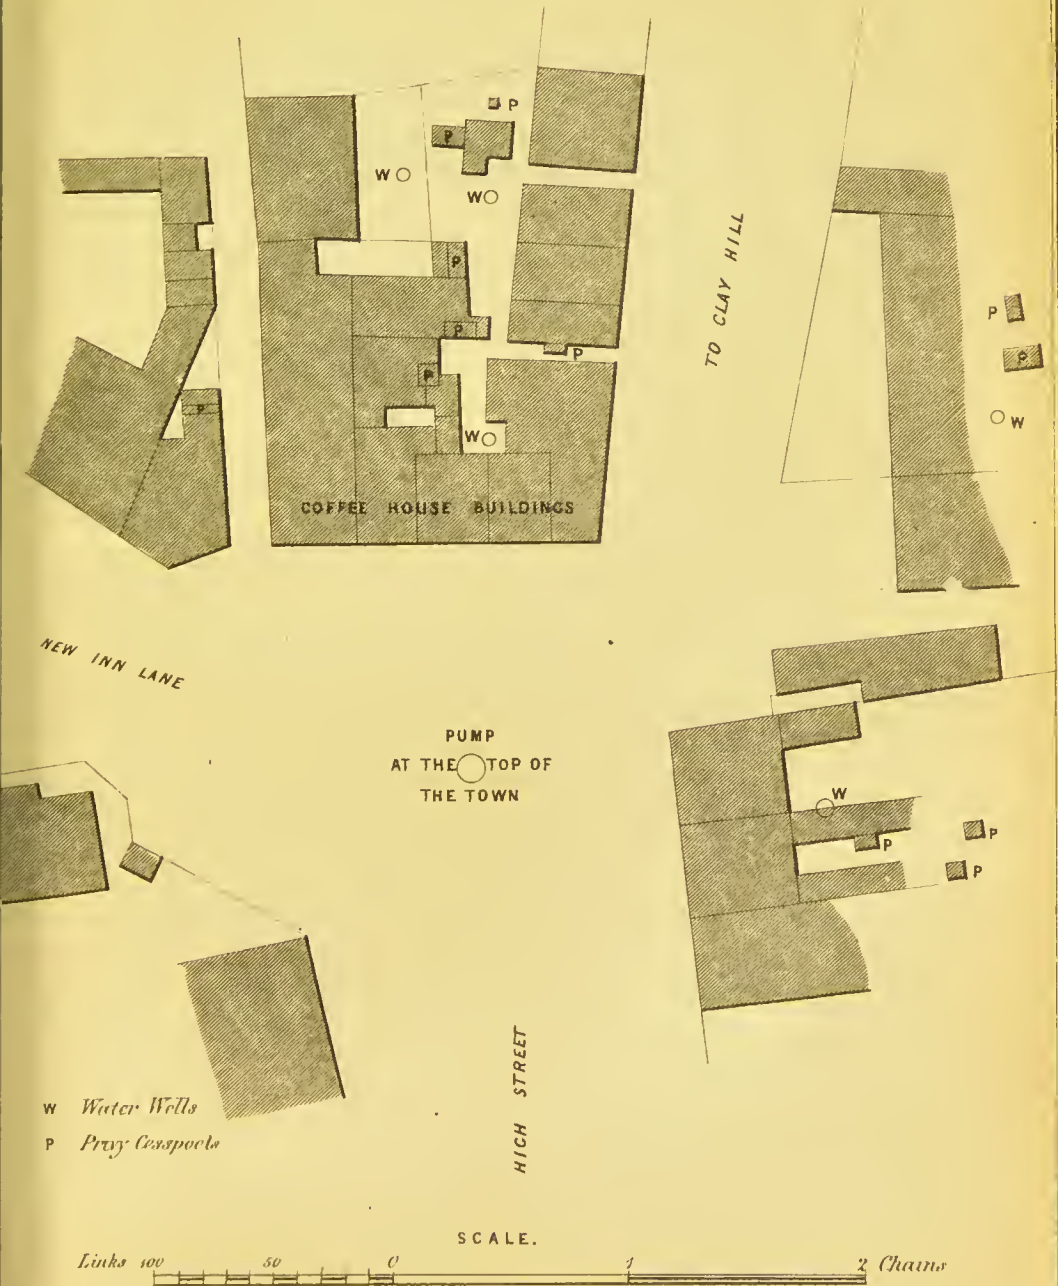 P
P
W
W
P
TO CLAY HILL
P
P
P
P
P
P
P
W
W
COFFEE HOUSE BUILDINGS
NEW INN LANE
PUMP
AT THE TOP OF
THE TOWN
W
P
P
P
HIGH STREET
W Water Wells
P Privy Cesspools
SCALE.
Links 100 50 0 1 2 Chains